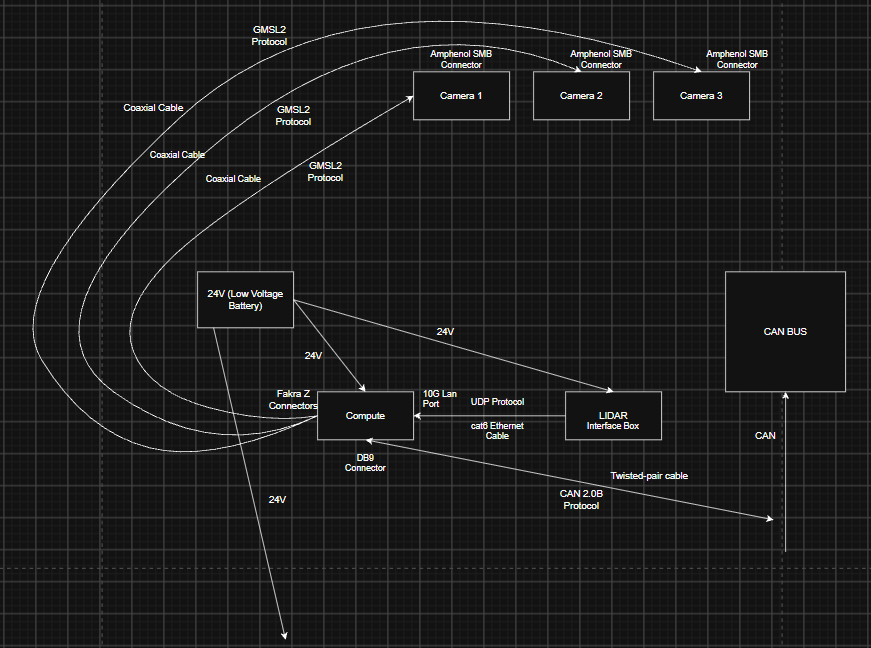 GMSL2
Protocol
Amphenol SMB
Connector
Amphenol SMB
Connector
Amphenol SMB
Connector
Camera 1
Camera 2
Camera 3
Coaxial Cable
GMSL2
Protocol
Coaxial Cable
GMSL2
Protocol
Coaxial Cable
24V (Low Voltage
Battery)
24V
24V
CAN BUS
Fakra Z
Connectors
Compute
10G Lan
Port
UDP Protocol
cat6 Ethernet
Cable
LIDAR
Interface Box
CAN
DB9
Connector
Twisted-pair cable
CAN 2.0B
Protocol
24V